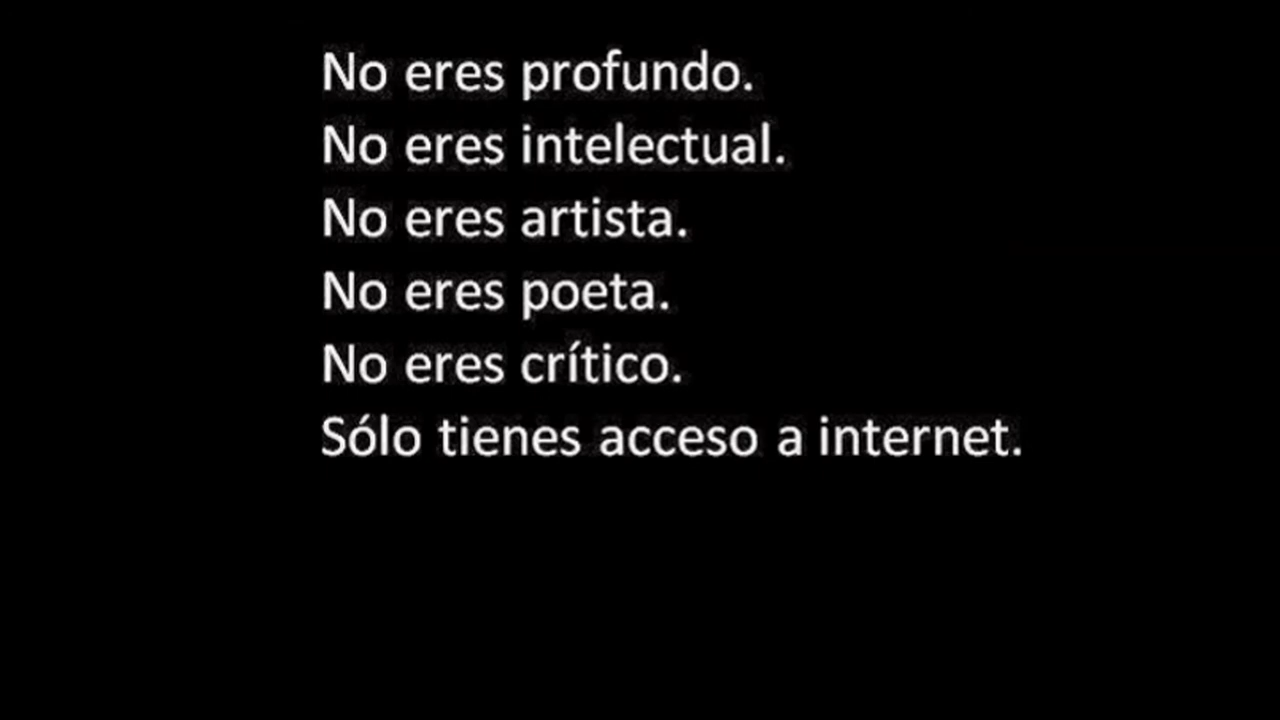 No eres profundo.
No eres intelectual.
No eres artista.
No eres poeta.
No eres crítico.
Sólo tienes acceso a internet.